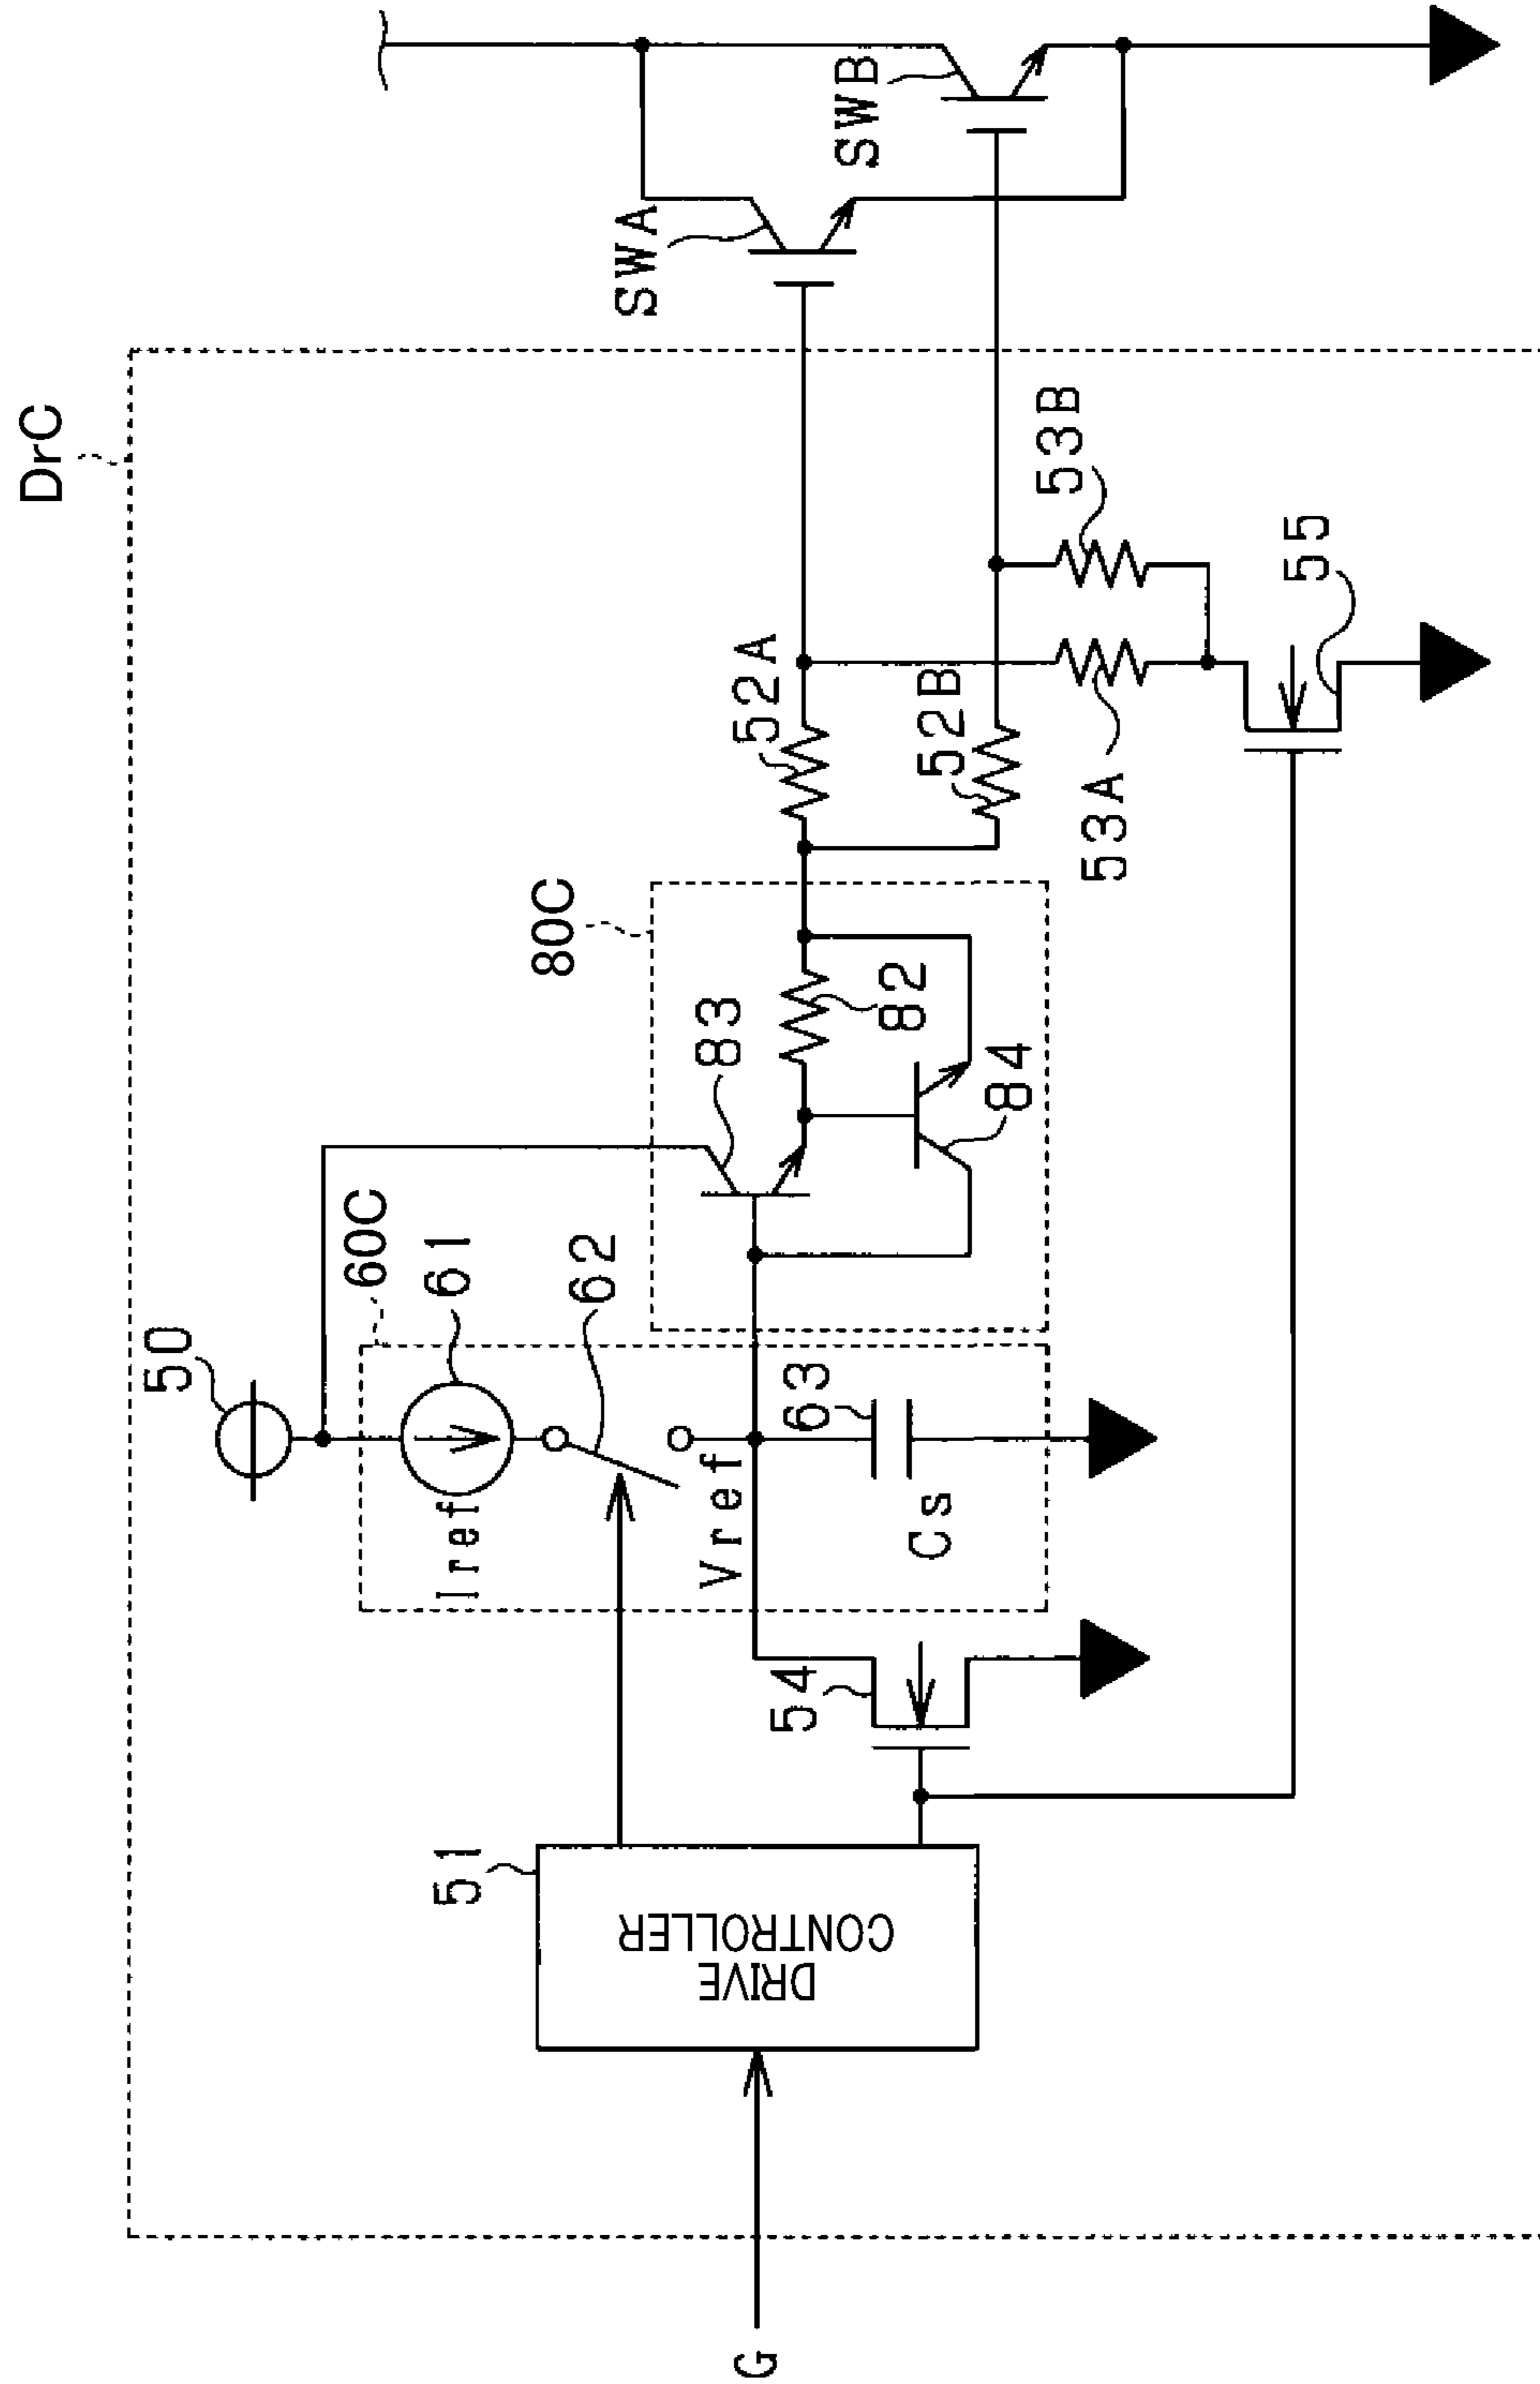 DrC
50
60C
61
Iref
62
Vref
63
Cs
80C
83
82
84
51
DRIVE
CONTROLLER
G
54
52A
52B
53A
53B
55
SWA
SWB